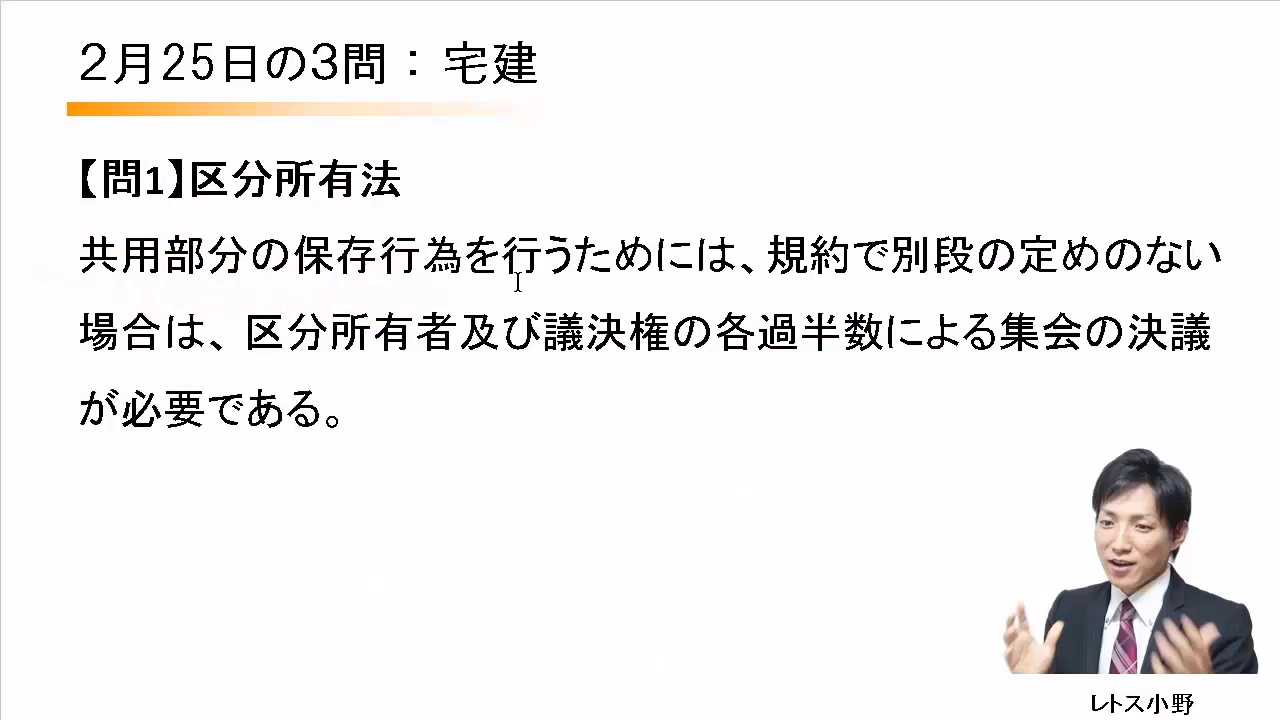 ２月25日の３問：宅建
【問1】区分所有法
共用部分の保存行為を行うためには、規約で別段の定めのない
場合は、区分所有者及び議決権の各過半数による集会の決議
が必要である。
レトス小野